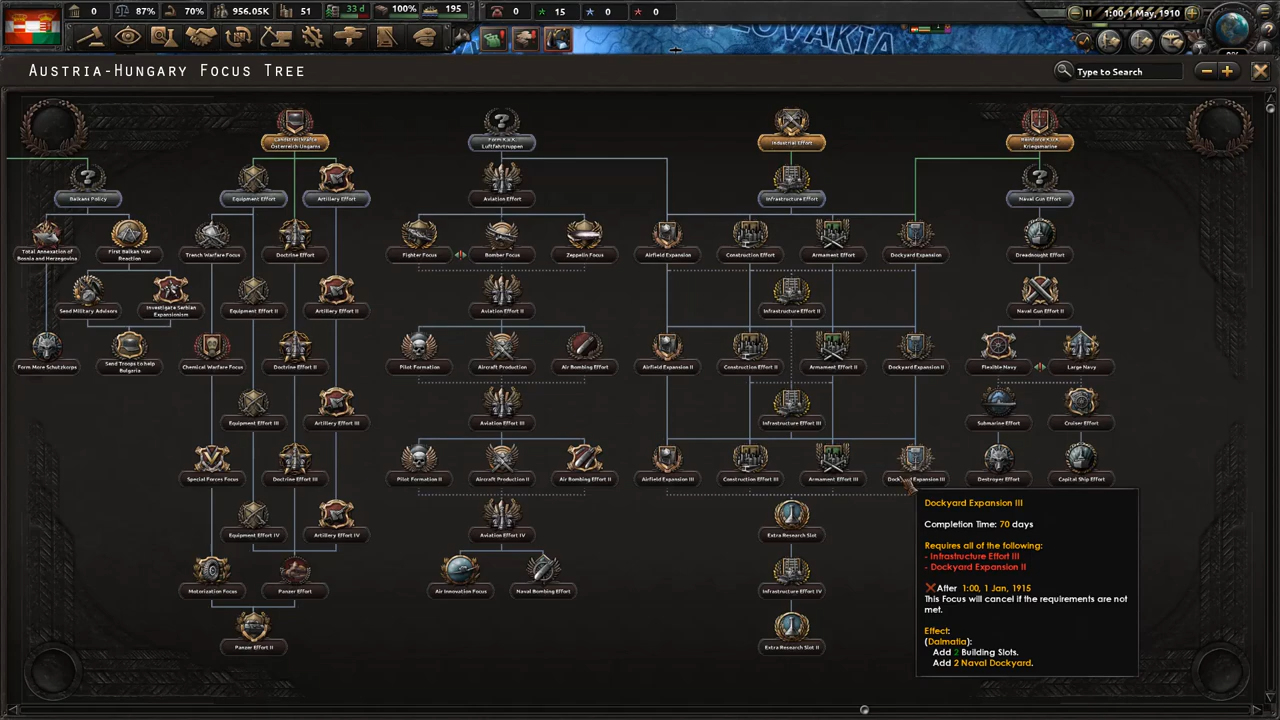 0 87% 70% 956.05K 51 33 d 100% 195 0 15 0 0 1:00, 1 May, 1910
SLOVAKIA
Austria-Hungary Focus Tree
Type to Search
Österreich-Ungarns
Form K.u.K. Luftfahrtruppen
Industrial Effort
Reinforce K.u.K. Kriegsmarine
Balkans Policy
Equipment Effort
Artillery Effort
Aviation Effort
Infrastructure Effort
Naval Gun Effort
Total Annexation of Bosnia and Herzegovina
First Balkan War Reaction
Trench Warfare Focus
Doctrine Effort
Fighter Focus
Bomber Focus
Zeppelin Focus
Airfield Expansion
Construction Effort
Armament Effort
Dockyard Expansion
Dreadnought Effort
Send Military Advisors
Investigate Serbian Expansionism
Equipment Effort II
Artillery Effort II
Aviation Effort II
Infrastructure Effort II
Naval Gun Effort II
Form More Schutzkorps
Send Troops to help Bulgaria
Chemical Warfare Focus
Doctrine Effort II
Pilot Formation
Aircraft Production
Air Bombing Effort
Airfield Expansion II
Construction Effort II
Armament Effort II
Dockyard Expansion II
Flexible Navy
Large Navy
Equipment Effort III
Artillery Effort III
Aviation Effort III
Infrastructure Effort III
Submarine Effort
Cruiser Effort
Special Forces Focus
Doctrine Effort III
Pilot Formation II
Aircraft Production II
Air Bombing Effort II
Airfield Expansion III
Construction Effort III
Armament Effort III
Dockyard Expansion III
Destroyer Effort
Capital Ship Effort
Equipment Effort IV
Artillery Effort IV
Aviation Effort IV
Extra Research Slot
Motorization Focus
Panzer Effort
Air Innovation Focus
Naval Bombing Effort
Infrastructure Effort IV
Panzer Effort II
Extra Research Slot II
Dockyard Expansion III
Completion Time: 70 days
Requires all of the following:
- Infrastructure Effort III
- Dockyard Expansion II
After 1:00, 1 Jan, 1915
This Focus will cancel if the requirements are not
met.
Effect:
(Dalmatia):
Add 2 Building Slots.
Add 2 Naval Dockyard.